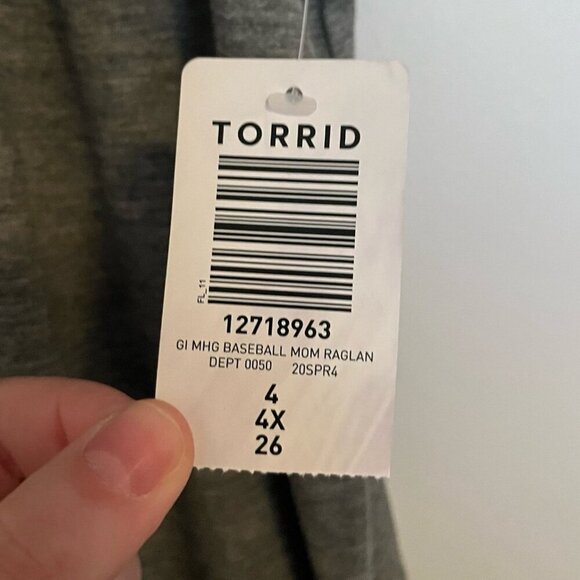 TORRID
FL_11
12718963
GI MHG BASEBALL MOM RAGLAN
DEPT 0050 20SPR4
4
4X
26